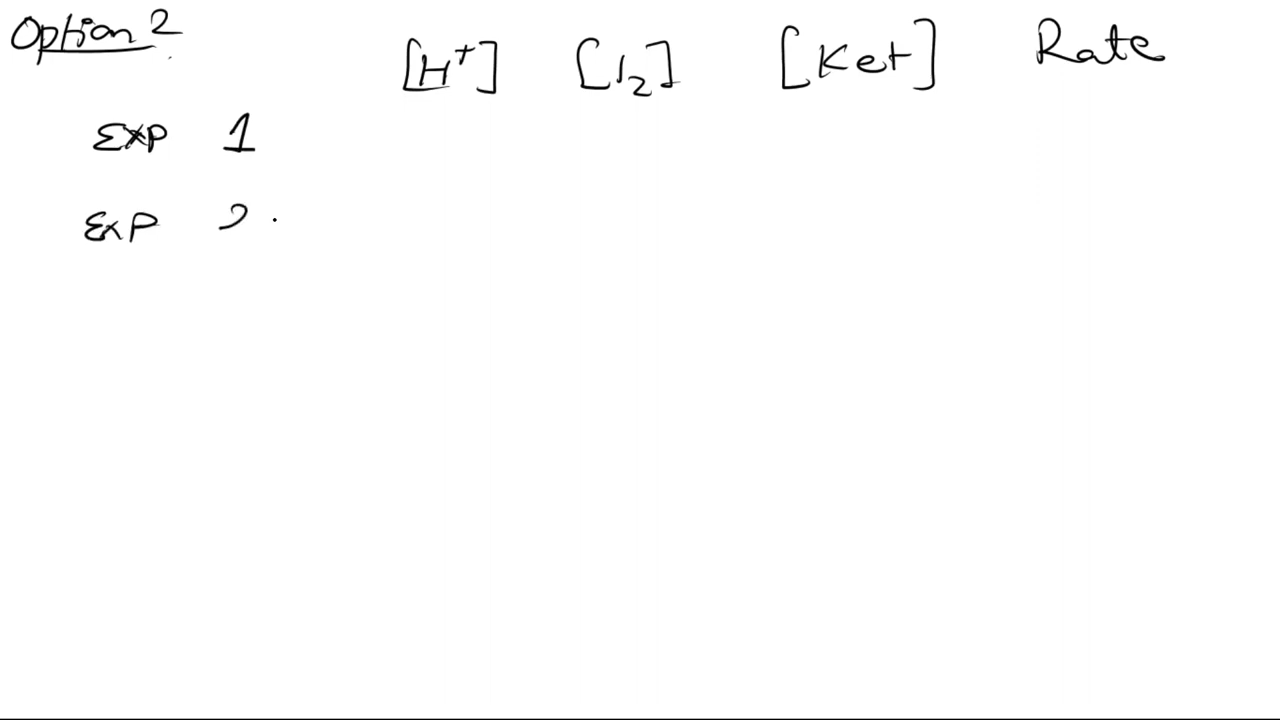 Option 2
[H⁺] [I₂] [Ket] Rate
Exp 1
Exp 2